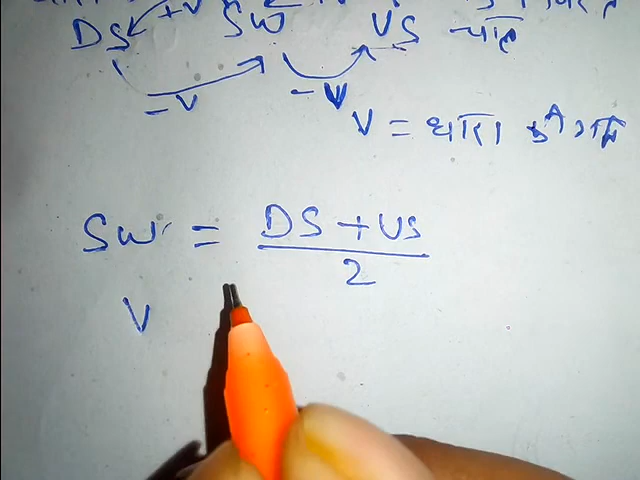 DS +V SW US चाहे
-V -V
V = धारा की गति
SW = DS + US / 2
V